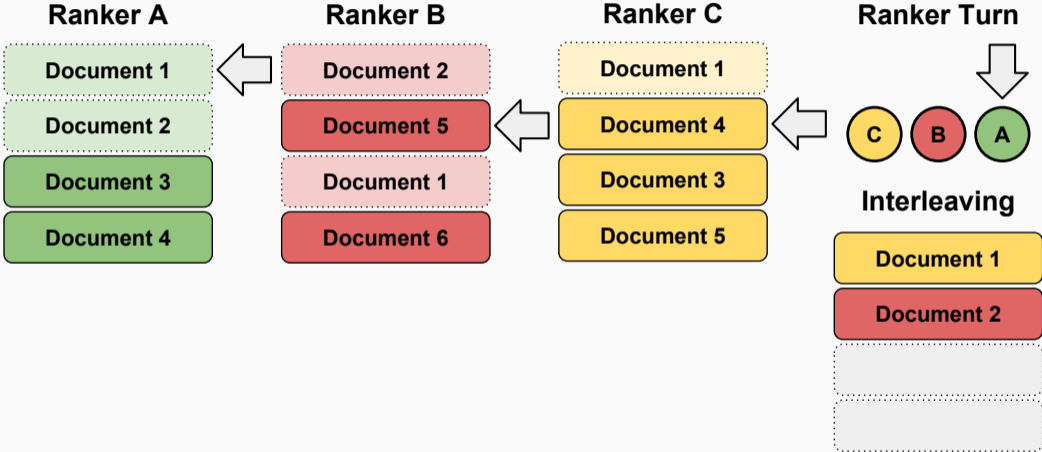 Ranker A
Document 1
Document 2
Document 3
Document 4
Ranker B
Document 2
Document 5
Document 1
Document 6
Ranker C
Document 1
Document 4
Document 3
Document 5
Ranker Turn
C B A
Interleaving
Document 1
Document 2